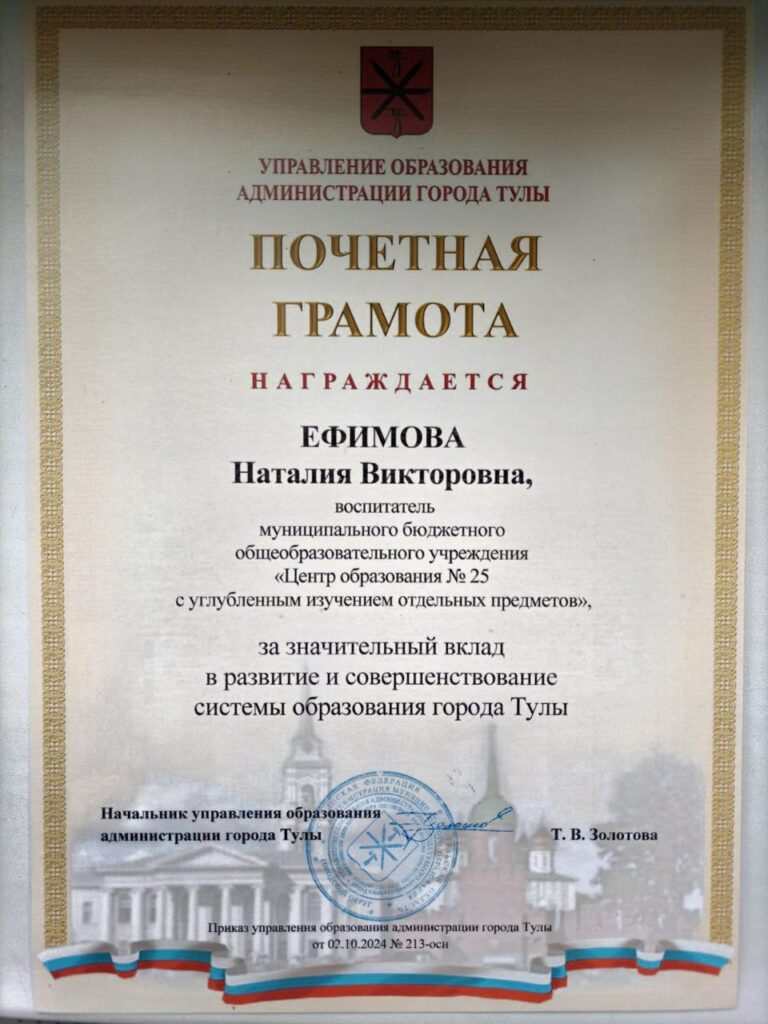 УПРАВЛЕНИЕ ОБРАЗОВАНИЯ
АДМИНИСТРАЦИИ ГОРОДА ТУЛЫ
ПОЧЕТНАЯ
ГРАМОТА
НАГРАЖДАЕТСЯ
ЕФИМОВА
Наталия Викторовна,
воспитатель
муниципального бюджетного
общеобразовательного учреждения
«Центр образования № 25
с углубленным изучением отдельных предметов»,
за значительный вклад
в развитие и совершенствование
системы образования города Тулы
Начальник управления образования
администрации города Тулы
Т. В. Золотова
Приказ управления образования администрации города Тулы
от 02.10.2024 № 213-осн